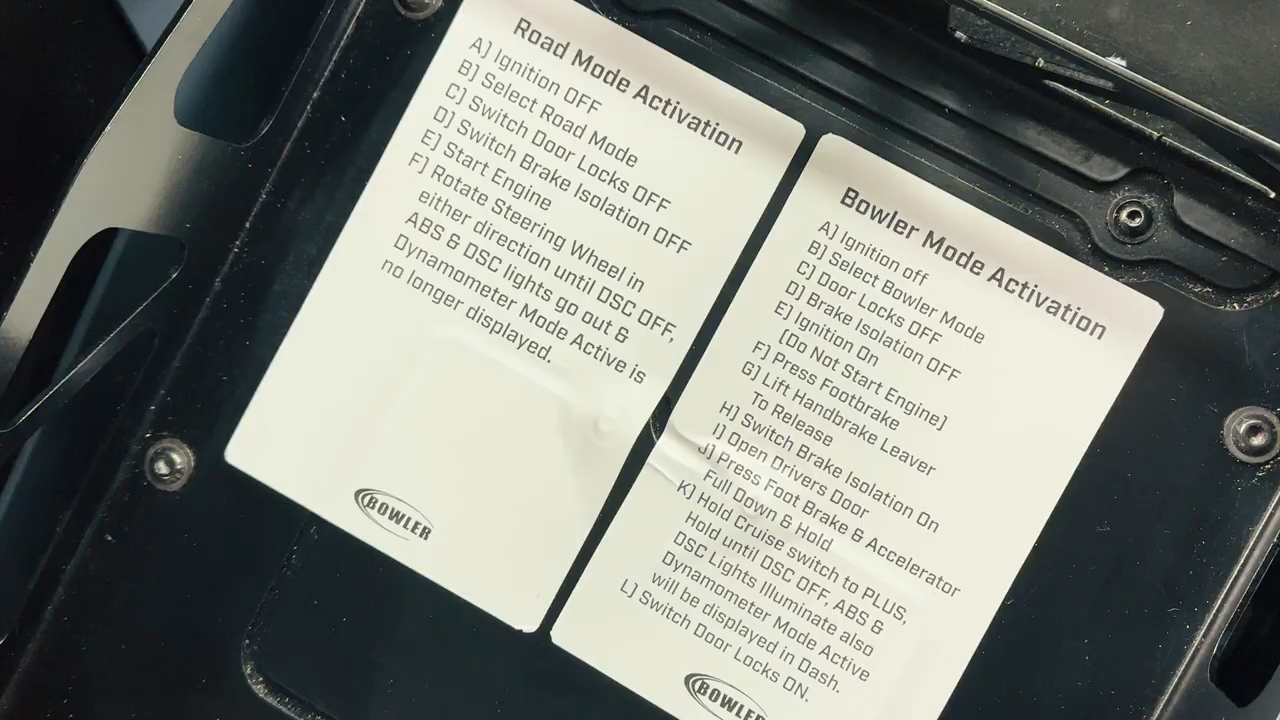 Road Mode Activation
A] Ignition OFF
B] Select Road Mode
C] Switch Door Locks OFF
D] Switch Brake Isolation OFF
E] Start Engine
F] Rotate Steering Wheel in
either direction until DSC OFF,
ABS & DSC lights go out &
Dynamometer Mode Active is
no longer displayed.
BOWLER
Bowler Mode Activation
A] Ignition off
B] Select Bowler Mode
C] Door Locks OFF
D] Brake Isolation OFF
E] Ignition On
[Do Not Start Engine]
F] Press Footbrake
G] Lift Handbrake Leaver
To Release
H] Switch Brake Isolation On
I] Open Drivers Door
J] Press Foot Brake & Accelerator
Full Down & Hold
K] Hold Cruise switch to PLUS,
Hold until DSC OFF, ABS &
DSC Lights Illuminate also
Dynamometer Mode Active
will be displayed in Dash.
L] Switch Door Locks ON.
BOWLER